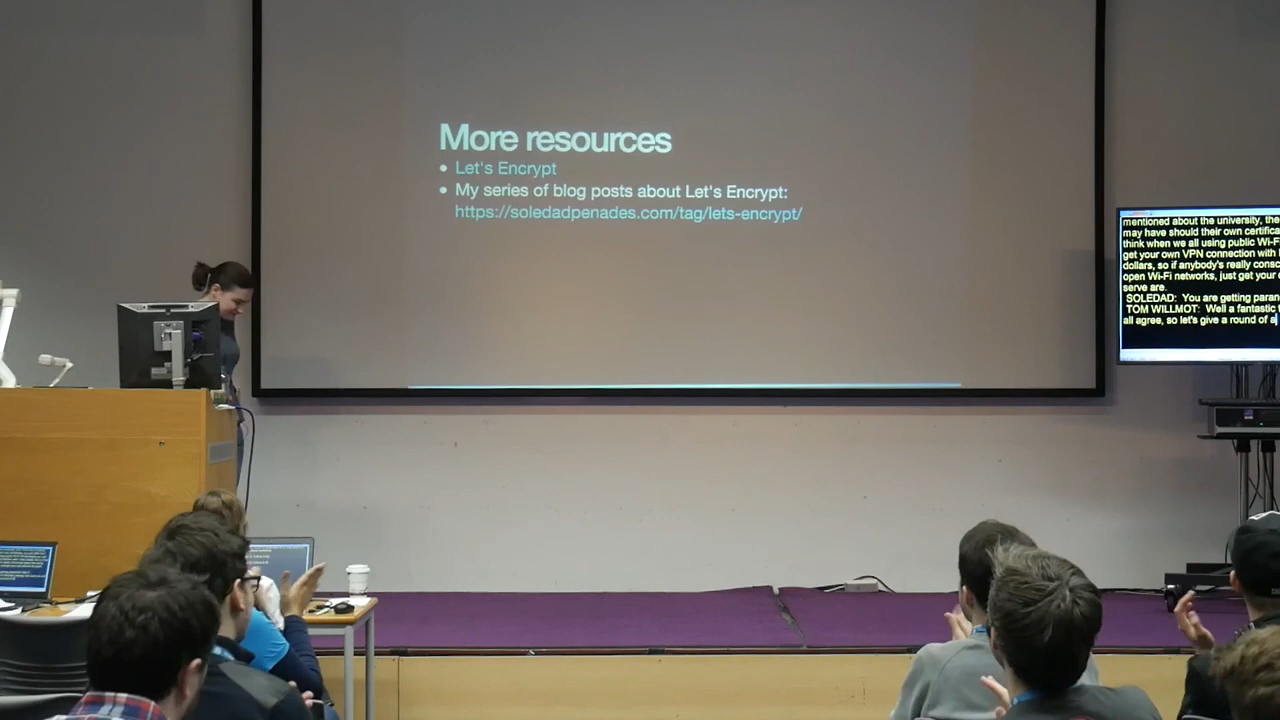 More resources
Let's Encrypt
My series of blog posts about Let's Encrypt:
https://soledadpenades.com/tag/lets-encrypt/
mentioned about the university, the
may have should their own certifica
think when we all using public Wi-F
get your own VPN connection with
dollars, so if anybody's really consc
open Wi-Fi networks, just get your
serve are.
SOLEDAD: You are getting paran
TOM WILLMOT: Well a fantastic
all agree, so let's give a round of a